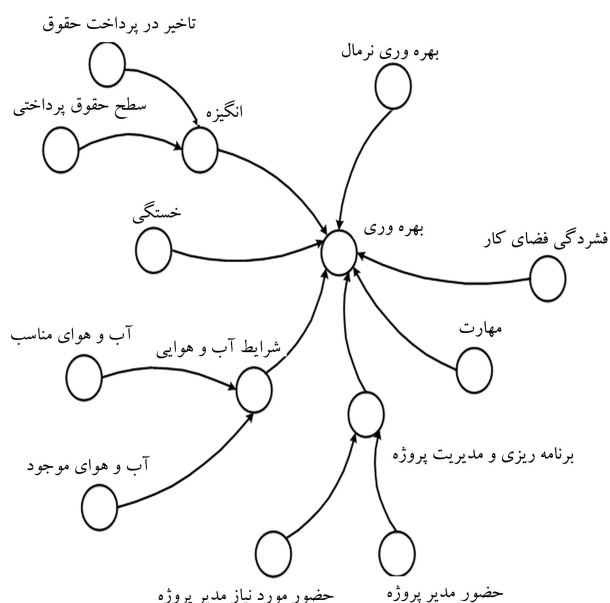 تاخیر در پرداخت حقوق
بهره وری نرمال
سطح حقوق پرداختی
انگیزه
خستگی
بهره وری
فشردگی فضای کار
آب و هوای مناسب
شرایط آب و هوایی
مهارت
برنامه ریزی و مدیریت پروژه
آب و هوای موجود
حضور مورد نیاز مدیر پروژه
حضور مدیر پروژه